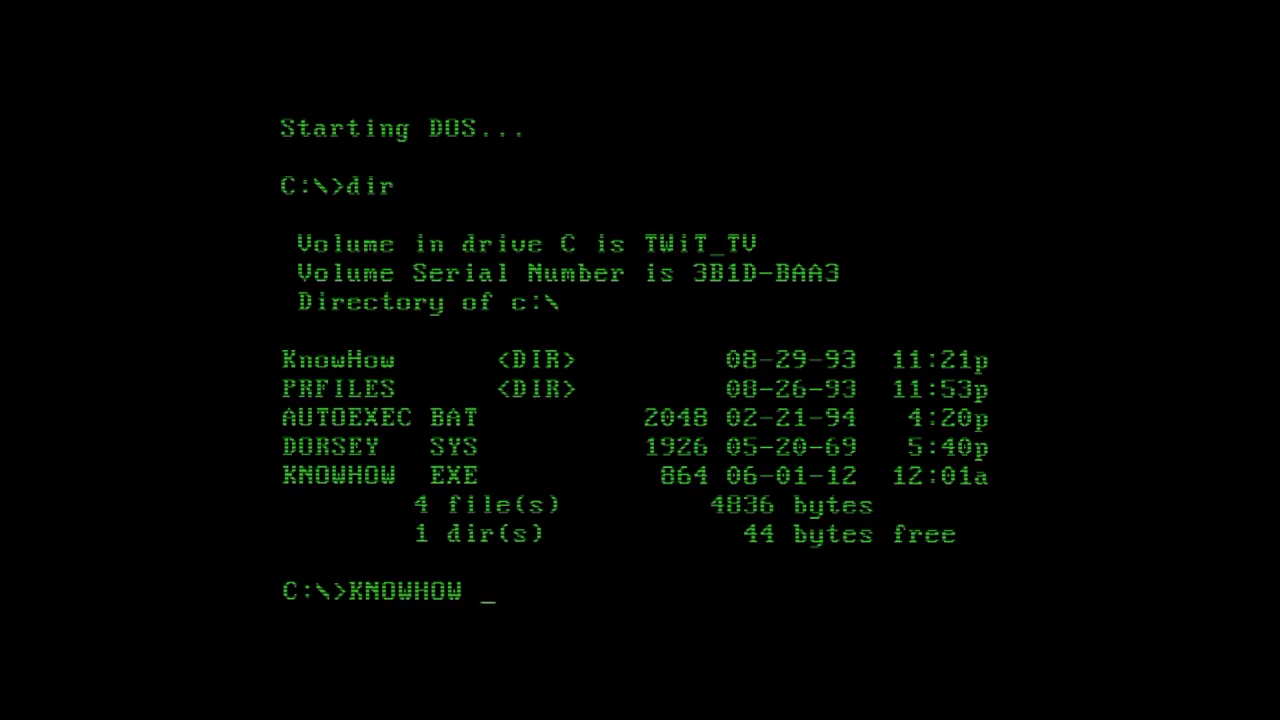 Starting DOS...
C:\>dir
Volume in drive C is TWiT_TV
Volume Serial Number is 3B1D-BAA3
Directory of c:\
KnowHow <DIR> 08-29-93 11:21p
PRFILES <DIR> 08-26-93 11:53p
AUTOEXEC BAT 2048 02-21-94 4:20p
DORSEY SYS 1926 05-20-69 5:40p
KNOWHOW EXE 864 06-01-12 12:01a
4 file(s) 4836 bytes
1 dir(s) 44 bytes free
C:\>KNOWHOW _